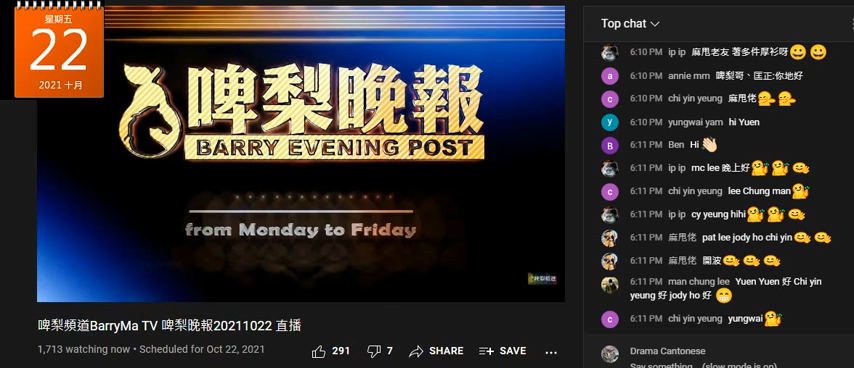 星期五
22
2021 十月
啤梨晚報
BARRY EVENING POST
from Monday to Friday
啤梨頻道
啤梨頻道BarryMa TV 啤梨晚報20211022 直播
1,713 watching now • Scheduled for Oct 22, 2021
291
7
SHARE
SAVE
Top chat
6:10 PM ip ip 麻甩老友 著多件厚衫呀😀 😀
6:10 PM annie mm 啤梨哥、匡正:你地好
6:10 PM chi yin yeung 麻甩佬
6:10 PM yungwai yam hi Yuen
6:11 PM Ben Hi 👋🏻
6:11 PM ip ip mc lee 晚上好
6:11 PM chi yin yeung lee Chung man
6:11 PM ip ip cy yeung hihi
6:11 PM 麻甩佬 pat lee jody ho chi yin
6:11 PM 麻甩佬 開波
6:11 PM man chung lee Yuen Yuen 好 Chi yin
yeung 好 jody ho 好 😁
6:11 PM chi yin yeung yungwai
Drama Cantonese
Say something... (slow mode is on)